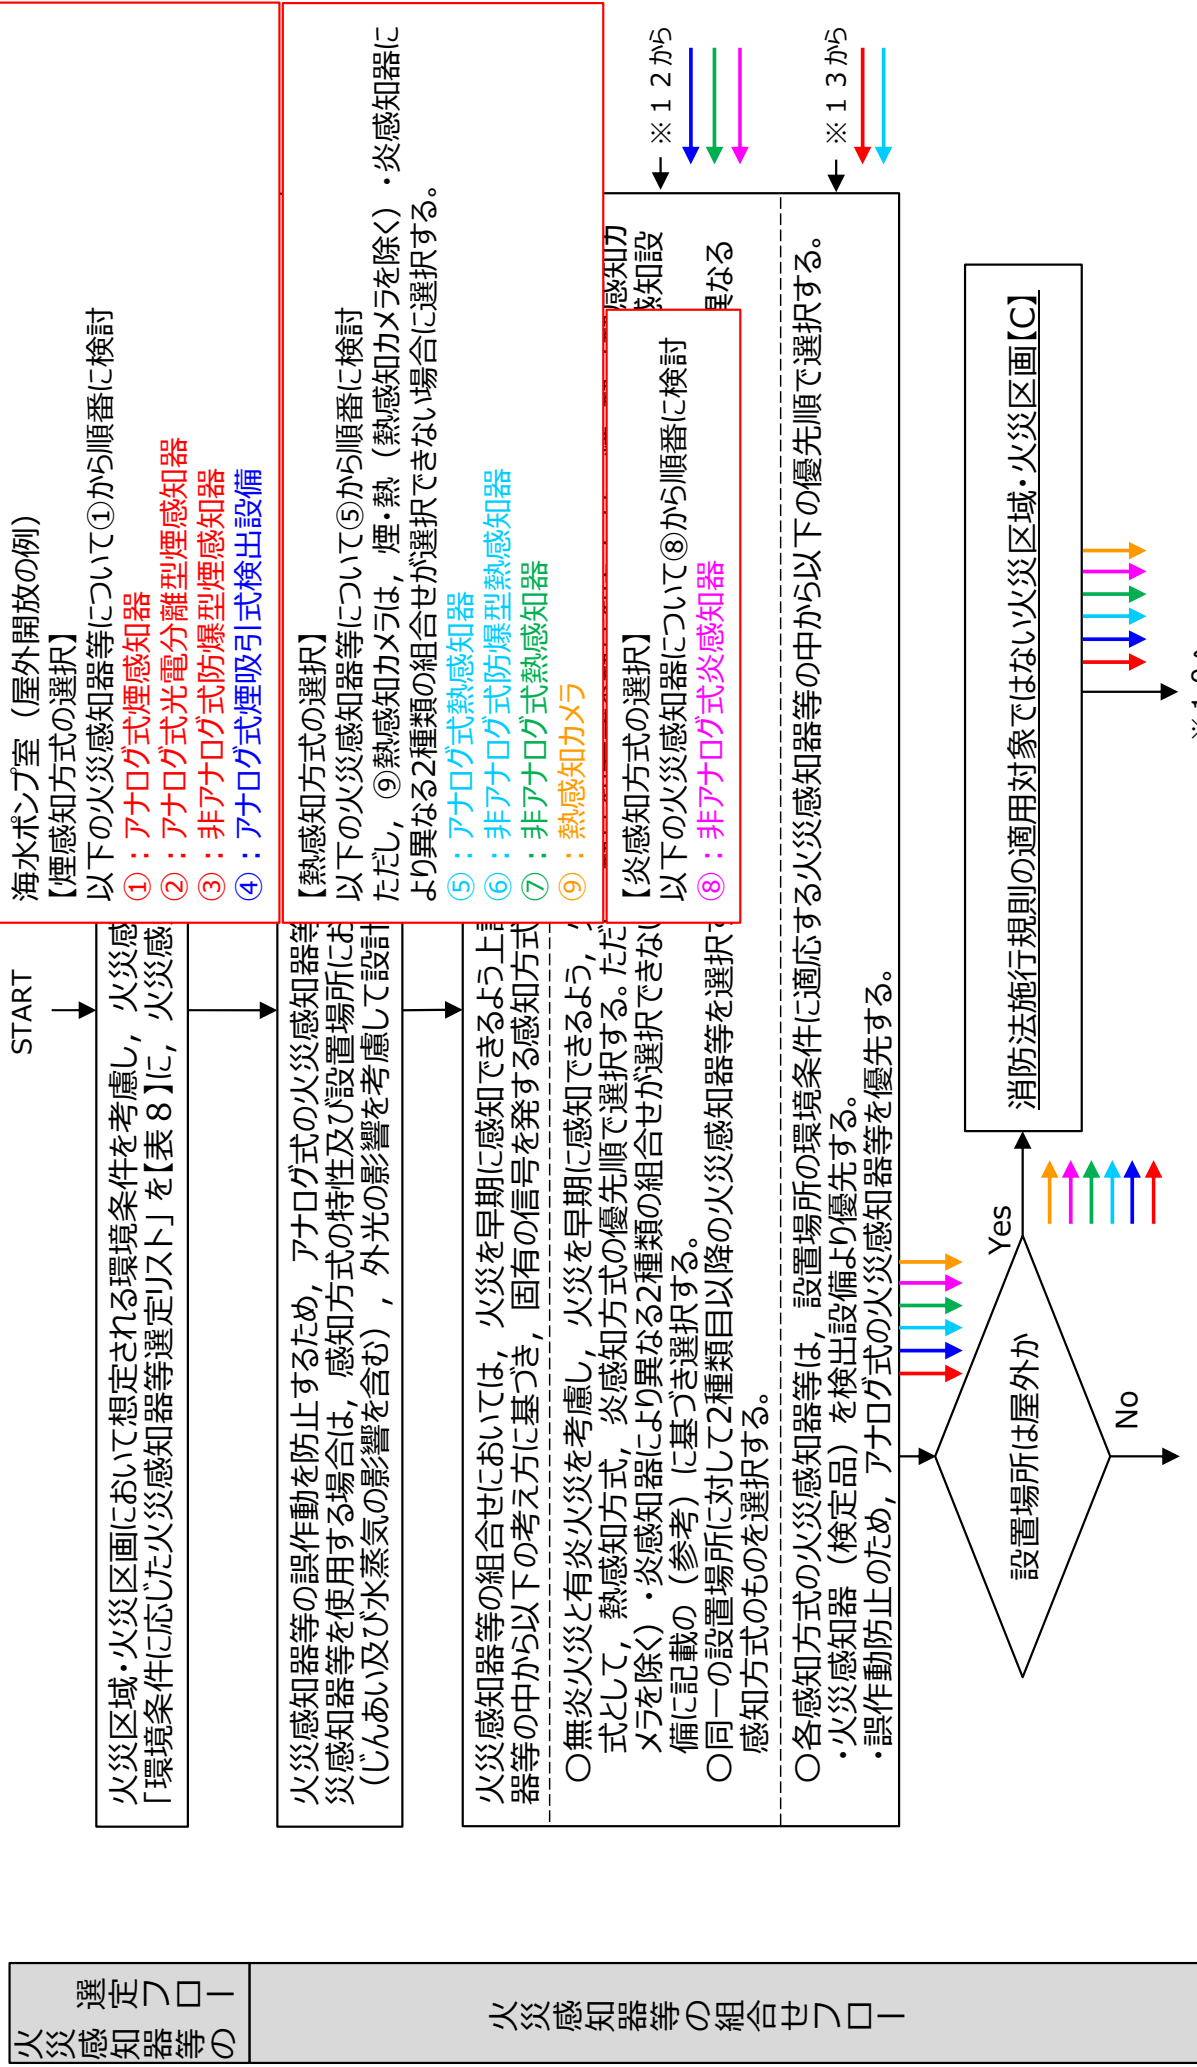 火災感知器等の
選定フロー
火災感知器等の組合せフロー
START
火災区域・火災区画において想定される環境条件を考慮し，火災感
「環境条件に応じた火災感知器等選定リスト」を【表８】に，火災感
火災感知器等の誤作動を防止するため，アナログ式の火災感知器等
災感知器等を使用する場合は，感知方式の特性及び設置場所にお
（じんあい及び水蒸気の影響を含む），外光の影響を考慮して設計
火災感知器等の組合せにおいては，火災を早期に感知できるよう上記
器等の中から以下の考え方に基づき，固有の信号を発する感知方式
〇無炎火災と有炎火災を考慮し，火災を早期に感知できるよう，
式として，熱感知方式，炎感知方式の優先順で選択する。ただ
感知カ
メラを除く）・炎感知器により異なる2種類の組合せが選択できな
感知設
備に記載の（参考）に基づき選択する。
〇同一の設置場所に対して2種類目以降の火災感知器等を選択す
異なる
感知方式のものを選択する。
〇各感知方式の火災感知器等は，設置場所の環境条件に適応する火災感知器等の中から以下の優先順で選択する。
・火災感知器（検定品）を検出設備より優先する。
・誤作動防止のため，アナログ式の火災感知器等を優先する。
※１２から
※１３から
海水ポンプ室（屋外開放の例）
【煙感知方式の選択】
以下の火災感知器等について①から順番に検討
①：アナログ式煙感知器
②：アナログ式光電分離型煙感知器
③：非アナログ式防爆型煙感知器
④：アナログ式煙吸引式検出設備
【熱感知方式の選択】
以下の火災感知器等について⑤から順番に検討
ただし，⑨熱感知カメラは，煙・熱（熱感知カメラを除く）・炎感知器に
より異なる2種類の組合せが選択できない場合に選択する。
⑤：アナログ式熱感知器
⑥：非アナログ式防爆型熱感知器
⑦：非アナログ式熱感知器
⑨：熱感知カメラ
【炎感知方式の選択】
以下の火災感知器について⑧から順番に検討
⑧：非アナログ式炎感知器
設置場所は屋外か
Yes
No
消防法施行規則の適用対象ではない火災区域・火災区画【C】